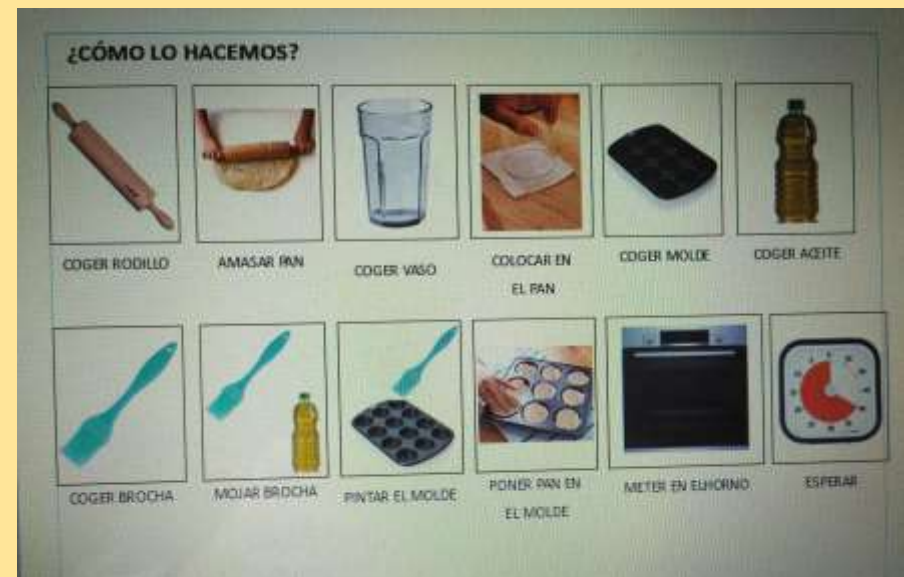 ¿CÓMO LO HACEMOS?
COGER RODILLO
AMASAR PAN
COGER VASO
COLOCAR EN
EL PAN
COGER MOLDE
COGER ACEITE
COGER BROCHA
MOJAR BROCHA
PINTAR EL MOLDE
PONER PAN EN
EL MOLDE
METER EN ELHORNO
ESPERAR